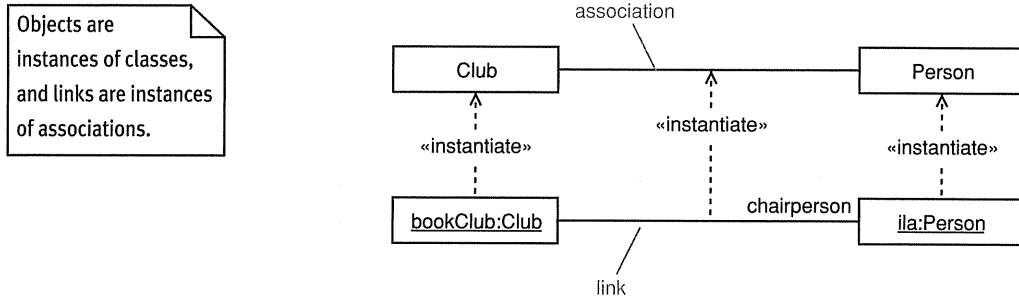 Objects are
instances of classes,
and links are instances
of associations.
association
Club
Person
«instantiate»
«instantiate»
«instantiate»
chairperson
bookClub:Club
ila:Person
link